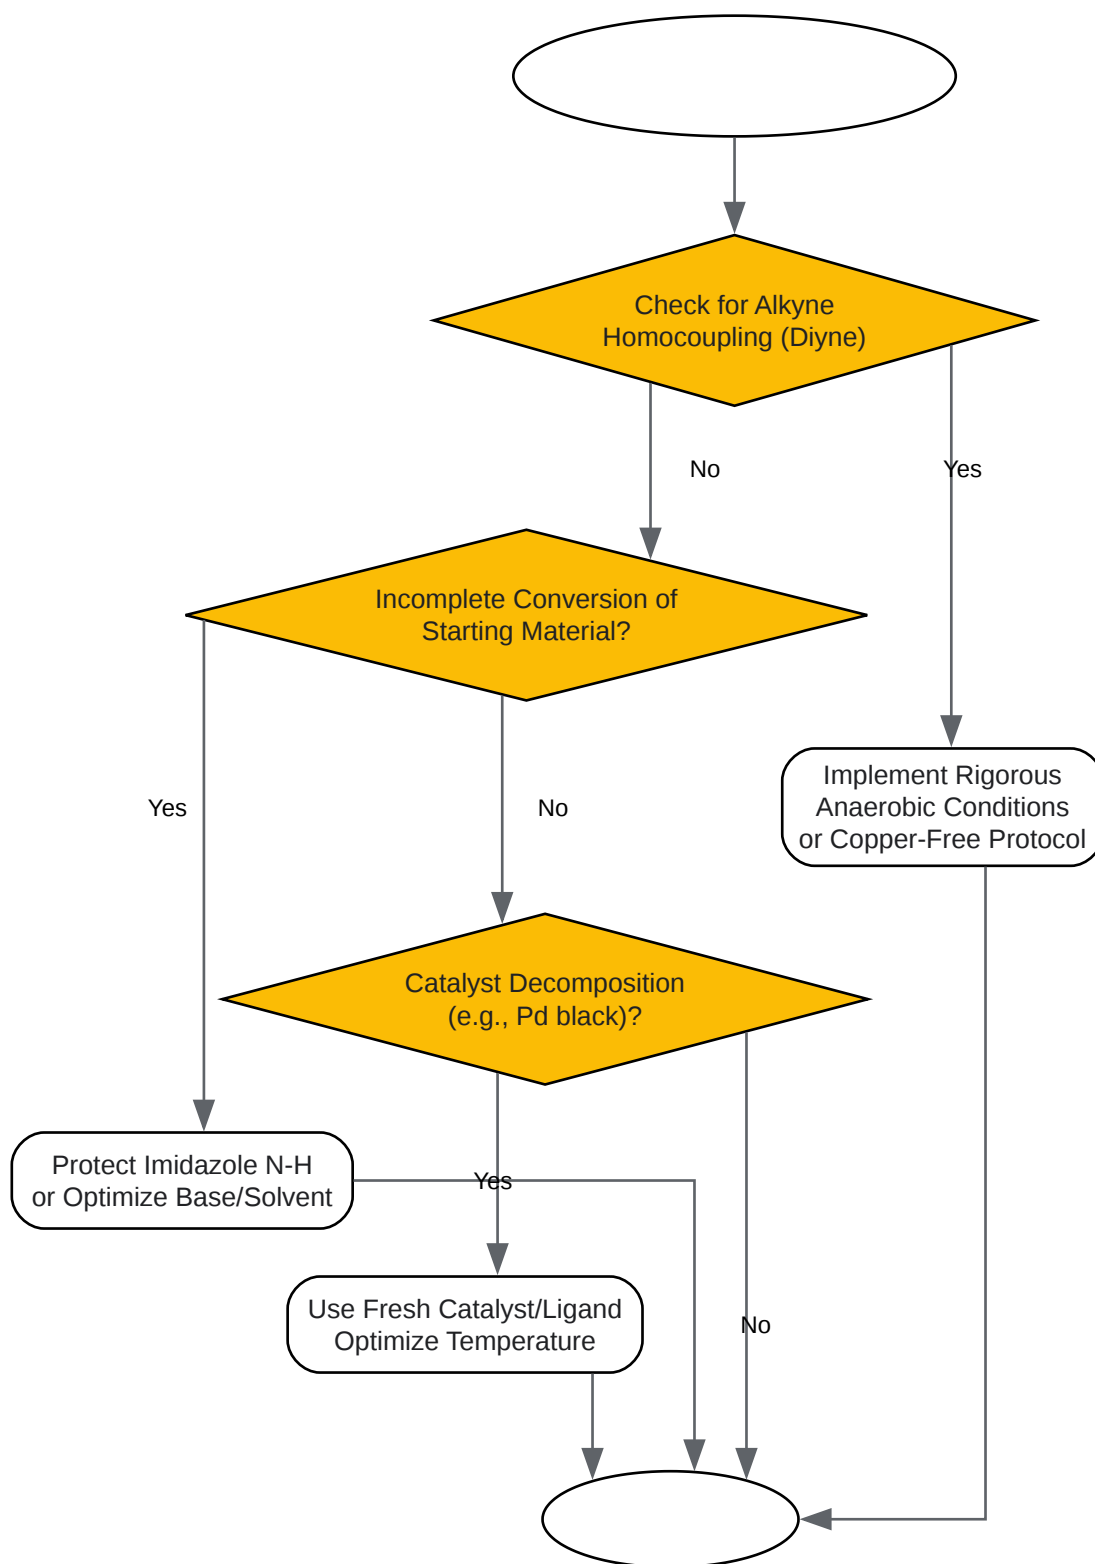 Check for Alkyne
Homocoupling (Diyne)
No
Yes
Incomplete Conversion of
Starting Material?
Implement Rigorous
Anaerobic Conditions
or Copper-Free Protocol
Yes
No
Catalyst Decomposition
(e.g., Pd black)?
Protect Imidazole N-H
or Optimize Base/Solvent
Yes
Use Fresh Catalyst/Ligand
Optimize Temperature
No